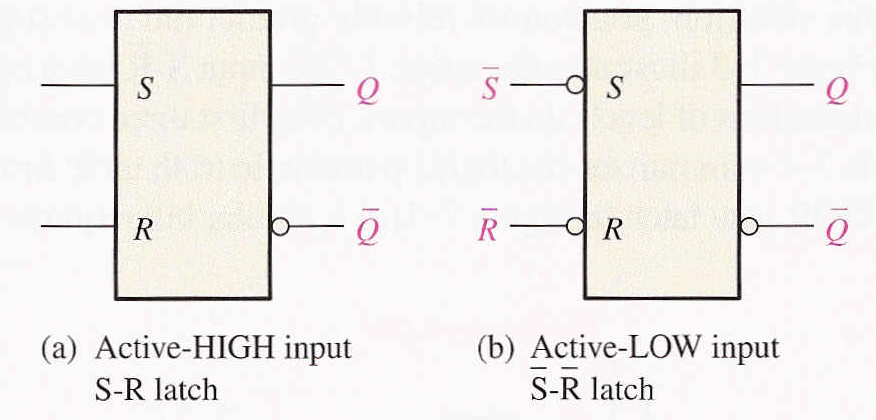 S Q S̅ S Q
R Q̅ R̅ R Q̅
(a) Active-HIGH input (b) Active-LOW input
S-R latch S̅-R̅ latch